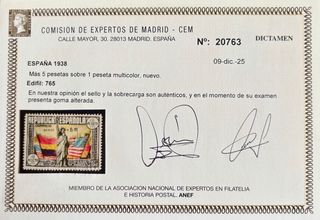 COMISION DE EXPERTOS DE MADRID - CEM
CALLE MAYOR, 30. 28013 MADRID. ESPAÑA
Nº: 20763
DICTAMEN
ESPAÑA 1938
09-dic.-25
Más 5 pesetas sobre 1 peseta multicolor, nuevo.
Edifil: 765
En nuestra opinión el sello y la sobrecarga son auténticos, y en el momento de su examen
presenta goma alterada.
REPUBLICA ESPAÑOLA
MIEMBRO DE LA ASOCIACION NACIONAL DE EXPERTOS EN FILATELIA
E HISTORIA POSTAL. ANEF